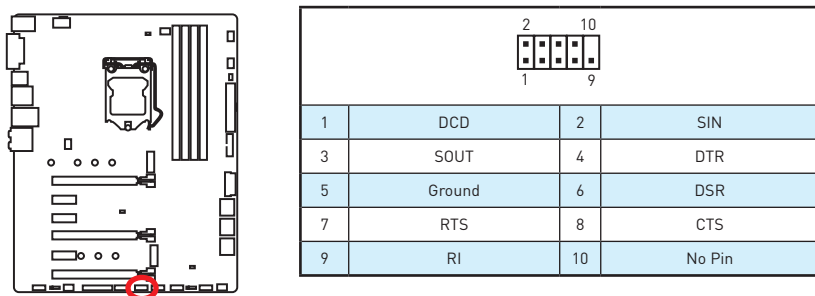 2 10
1 9
1 DCD 2 SIN
3 SOUT 4 DTR
5 Ground 6 DSR
7 RTS 8 CTS
9 RI 10 No Pin